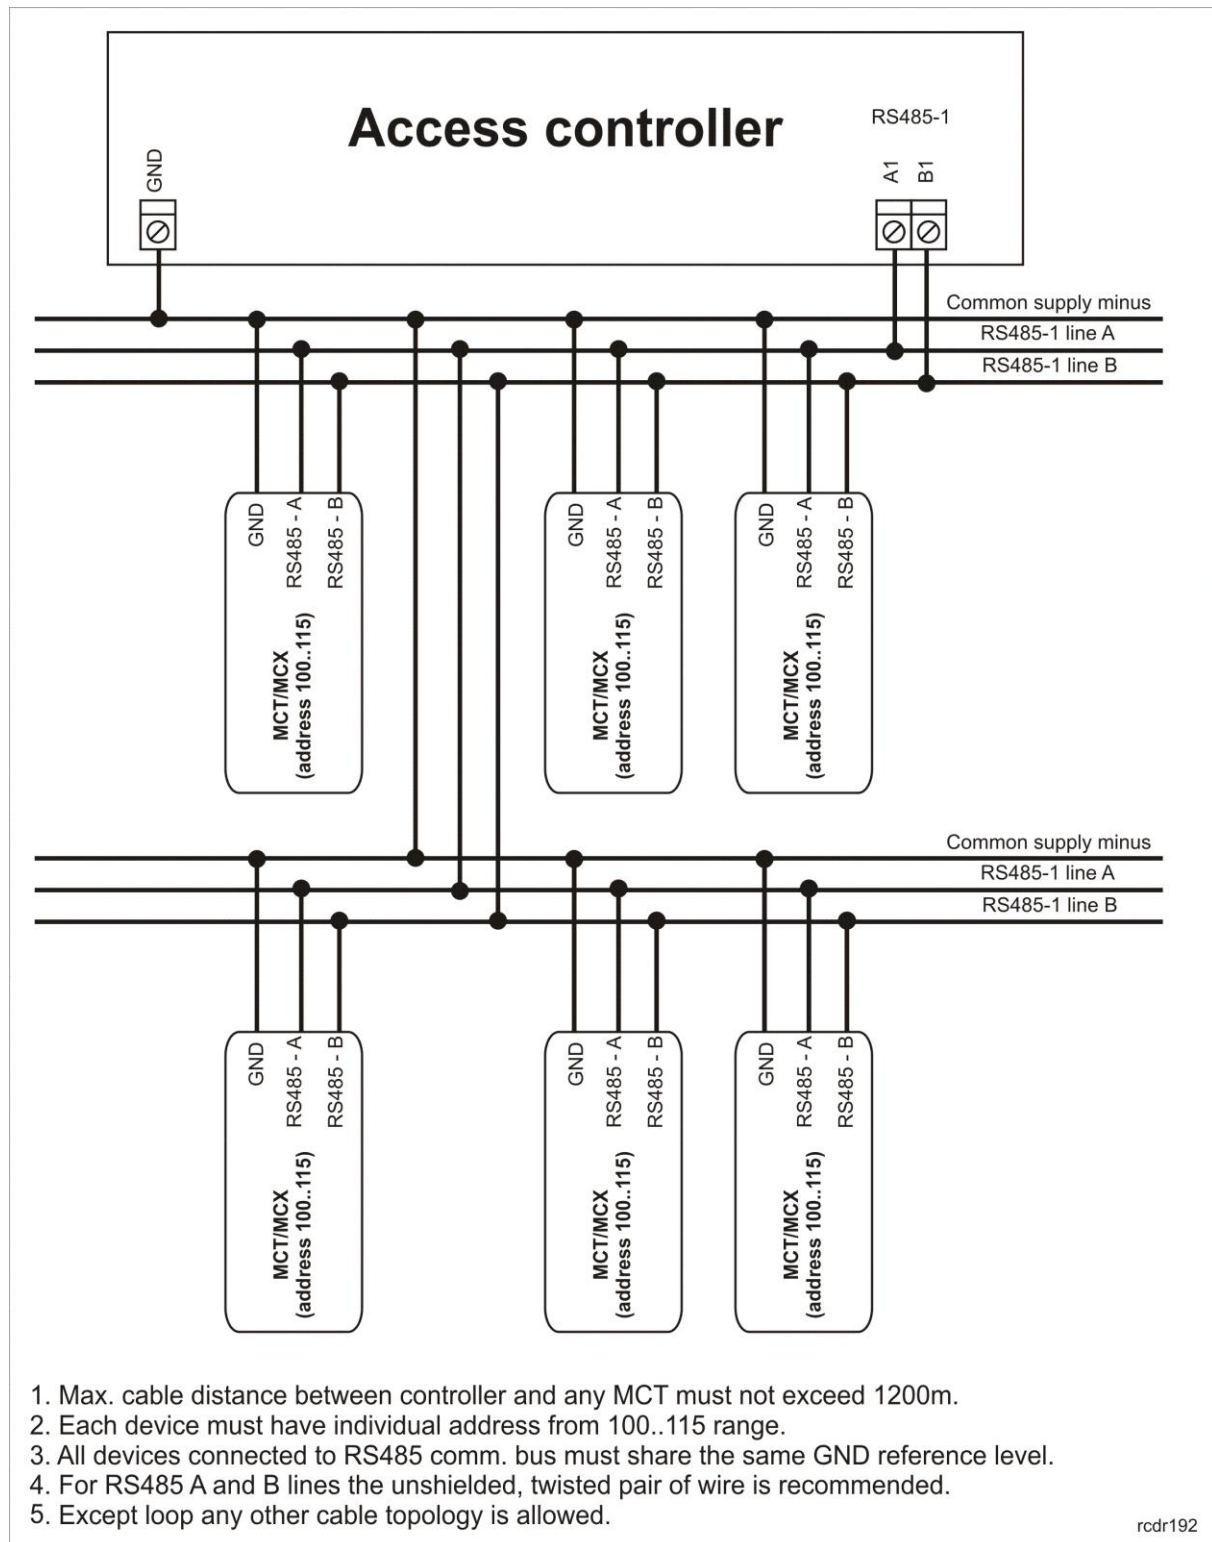 Access controller
RS485-1
GND
A1
B1
Common supply minus
RS485-1 line A
RS485-1 line B
GND
RS485 - A
RS485 - B
MCT/MCX
(address 100..115)
GND
RS485 - A
RS485 - B
MCT/MCX
(address 100..115)
GND
RS485 - A
RS485 - B
MCT/MCX
(address 100..115)
Common supply minus
RS485-1 line A
RS485-1 line B
GND
RS485 - A
RS485 - B
MCT/MCX
(address 100..115)
GND
RS485 - A
RS485 - B
MCT/MCX
(address 100..115)
GND
RS485 - A
RS485 - B
MCT/MCX
(address 100..115)
1. Max. cable distance between controller and any MCT must not exceed 1200m.
2. Each device must have individual address from 100..115 range.
3. All devices connected to RS485 comm. bus must share the same GND reference level.
4. For RS485 A and B lines the unshielded, twisted pair of wire is recommended.
5. Except loop any other cable topology is allowed.
rcdr192